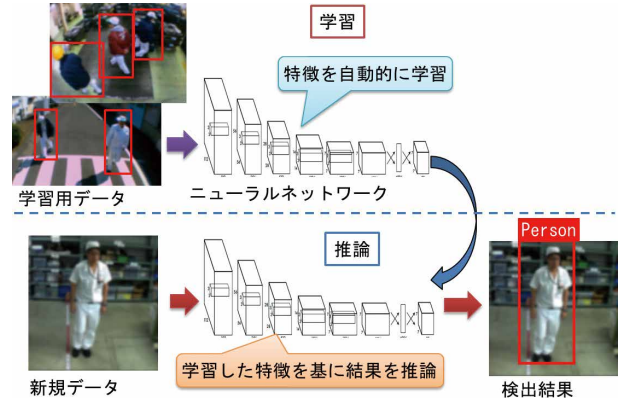 学習
特徴を自動的に学習
学習用データ
ニューラルネットワーク
推論
Person
学習した特徴を基に結果を推論
新規データ
検出結果